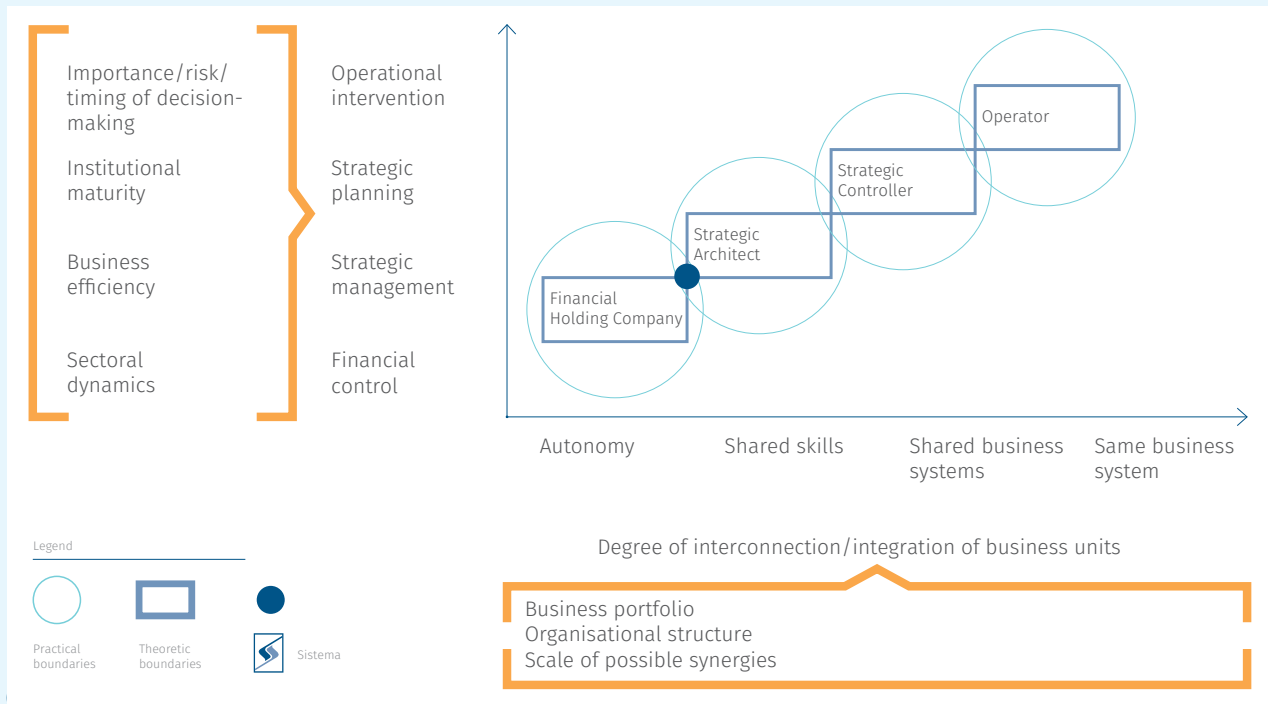 Importance/risk/
timing of decision-
making
Institutional
maturity
Business
efficiency
Sectoral
dynamics
Operational
intervention
Strategic
planning
Strategic
management
Financial
control
Operator
Strategic
Controller
Strategic
Architect
Financial
Holding Company
Autonomy
Shared skills
Shared business
systems
Same business
system
Degree of interconnection/integration of business units
Business portfolio
Organisational structure
Scale of possible synergies
Legend
Practical
boundaries
Theoretic
boundaries
Sistema